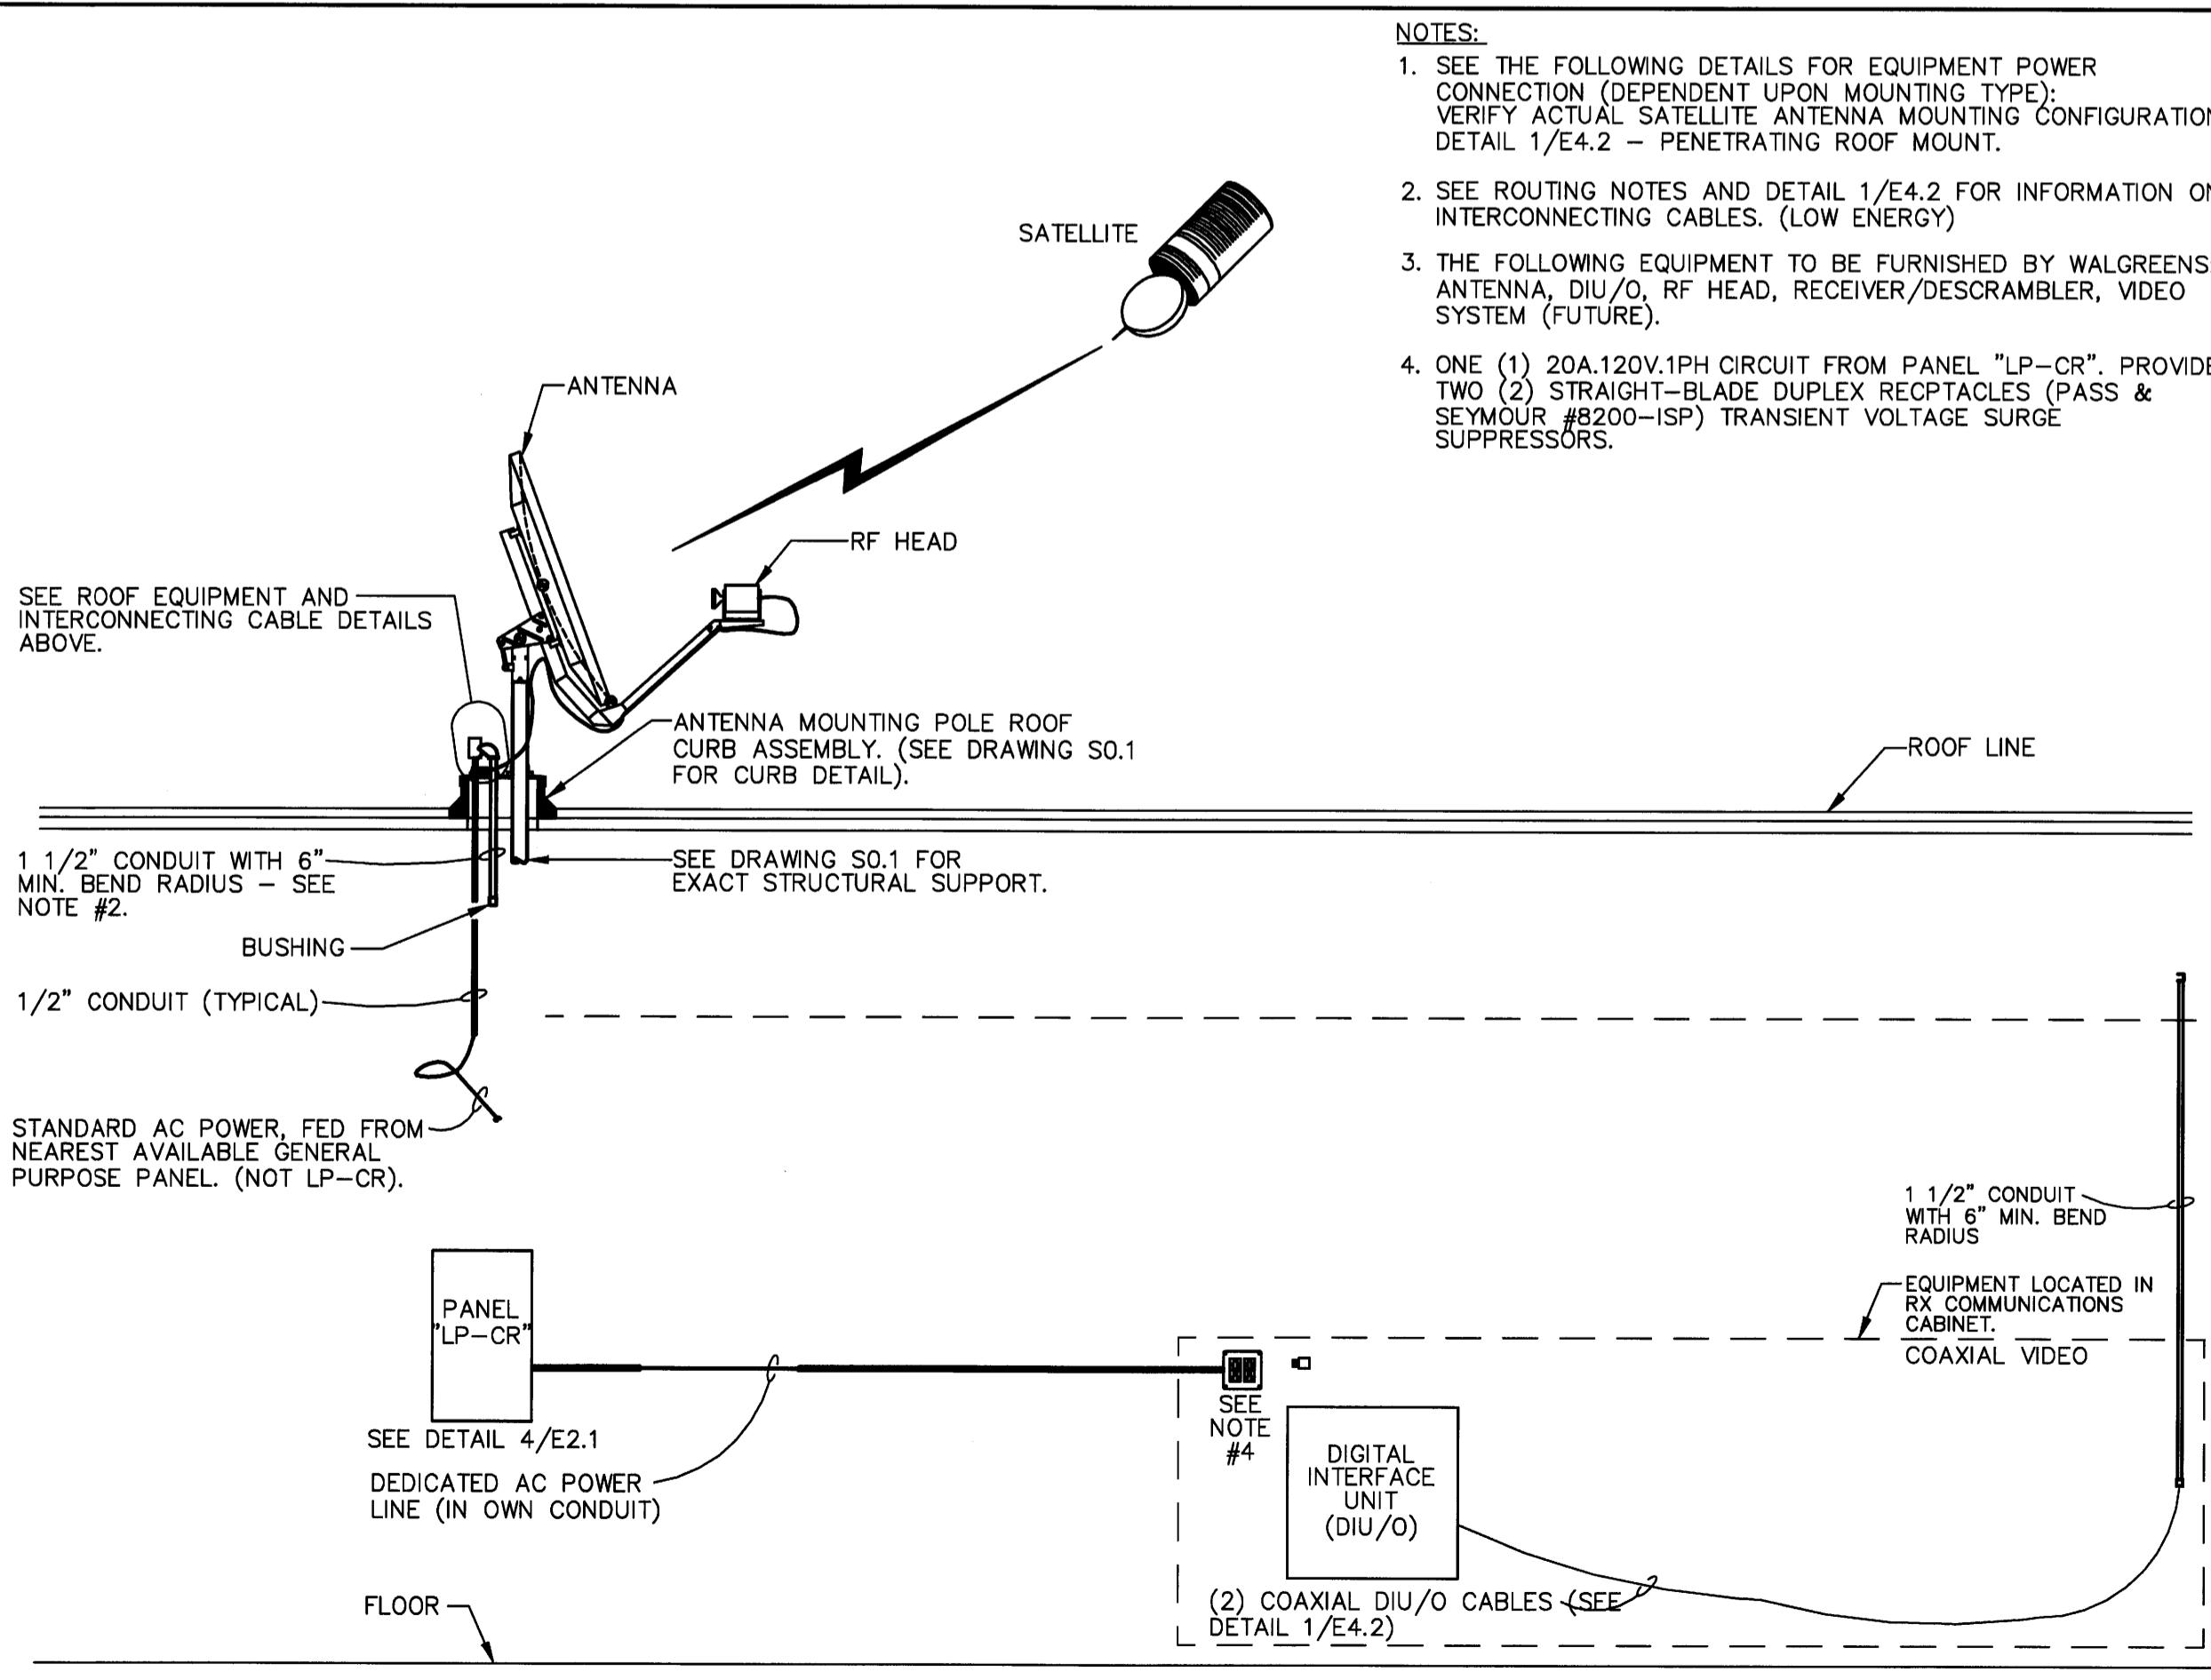 NOTES:
1. SEE THE FOLLOWING DETAILS FOR EQUIPMENT POWER
CONNECTION (DEPENDENT UPON MOUNTING TYPE):
VERIFY ACTUAL SATELLITE ANTENNA MOUNTING CONFIGURATION
DETAIL 1/E4.2 – PENETRATING ROOF MOUNT.
2. SEE ROUTING NOTES AND DETAIL 1/E4.2 FOR INFORMATION ON
INTERCONNECTING CABLES. (LOW ENERGY)
3. THE FOLLOWING EQUIPMENT TO BE FURNISHED BY WALGREENS:
ANTENNA, DIU/O, RF HEAD, RECEIVER/DESCRAMBLER, VIDEO
SYSTEM (FUTURE).
4. ONE (1) 20A.120V.1PH CIRCUIT FROM PANEL "LP–CR". PROVIDE
TWO (2) STRAIGHT–BLADE DUPLEX RECPTACLES (PASS &
SEYMOUR #8200–ISP) TRANSIENT VOLTAGE SURGE
SUPPRESSORS.
SATELLITE
ANTENNA
RF HEAD
SEE ROOF EQUIPMENT AND
INTERCONNECTING CABLE DETAILS
ABOVE.
ANTENNA MOUNTING POLE ROOF
CURB ASSEMBLY. (SEE DRAWING S0.1
FOR CURB DETAIL).
ROOF LINE
1 1/2" CONDUIT WITH 6"
MIN. BEND RADIUS – SEE
NOTE #2.
SEE DRAWING S0.1 FOR
EXACT STRUCTURAL SUPPORT.
BUSHING
1/2" CONDUIT (TYPICAL)
STANDARD AC POWER, FED FROM
NEAREST AVAILABLE GENERAL
PURPOSE PANEL. (NOT LP–CR).
1 1/2" CONDUIT
WITH 6" MIN. BEND
RADIUS
EQUIPMENT LOCATED IN
RX COMMUNICATIONS
CABINET.
COAXIAL VIDEO
PANEL
"LP–CR"
SEE DETAIL 4/E2.1
DEDICATED AC POWER
LINE (IN OWN CONDUIT)
SEE
NOTE
#4
DIGITAL
INTERFACE
UNIT
(DIU/O)
(2) COAXIAL DIU/O CABLES (SEE
DETAIL 1/E4.2)
FLOOR